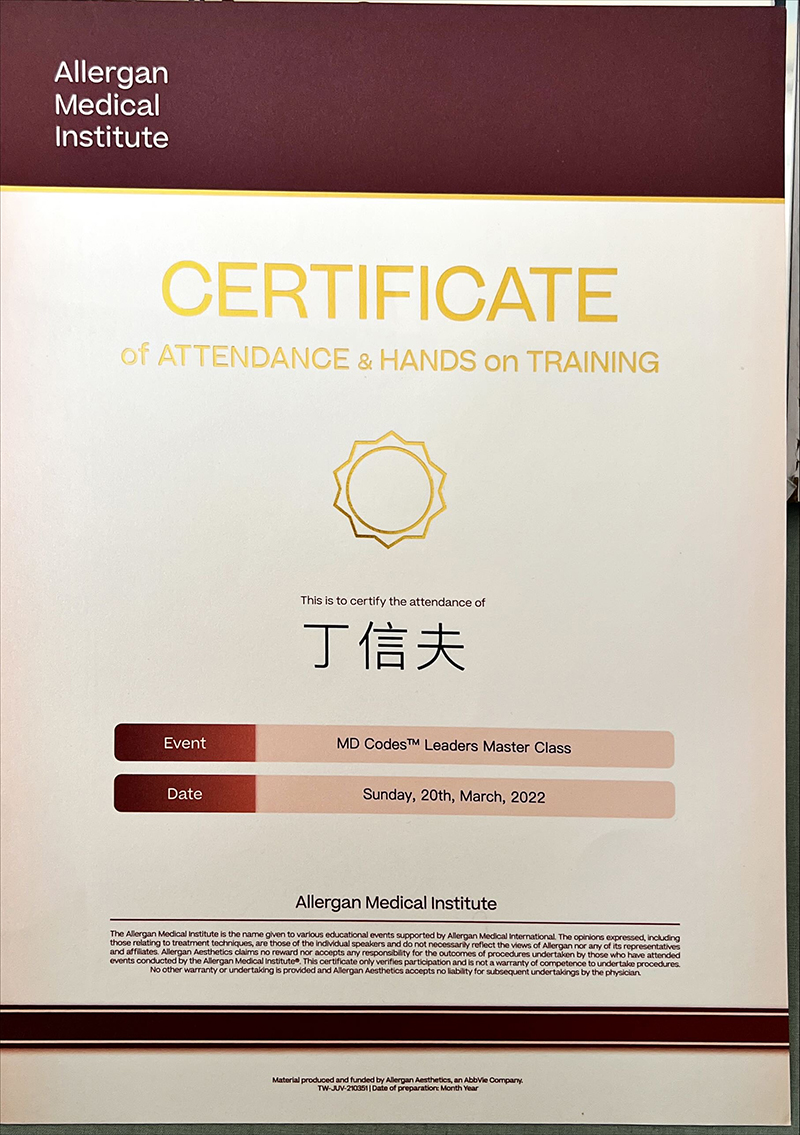 Allergan
Medical
Institute
CERTIFICATE
of ATTENDANCE & HANDS on TRAINING
This is to certify the attendance of
丁信夫
Event
MD Codes™ Leaders Master Class
Date
Sunday, 20th, March, 2022
Allergan Medical Institute
The Allergan Medical Institute is the name given to various educational events supported by Allergan Medical International. The opinions expressed, including
those relating to treatment techniques, are those of the individual speakers and do not necessarily reflect the views of Allergan nor any of its representatives
and affiliates. Allergan Aesthetics claims no reward nor accepts any responsibility for the outcomes of procedures undertaken by those who have attended
events conducted by the Allergan Medical Institute®. This certificate only verifies participation and is not a warranty of competence to undertake procedures.
No other warranty or undertaking is provided and Allergan Aesthetics accepts no liability for subsequent undertakings by the physician.
Material produced and funded by Allergan Aesthetics, an AbbVie Company.
TW-JUV-210351 | Date of preparation: Month Year